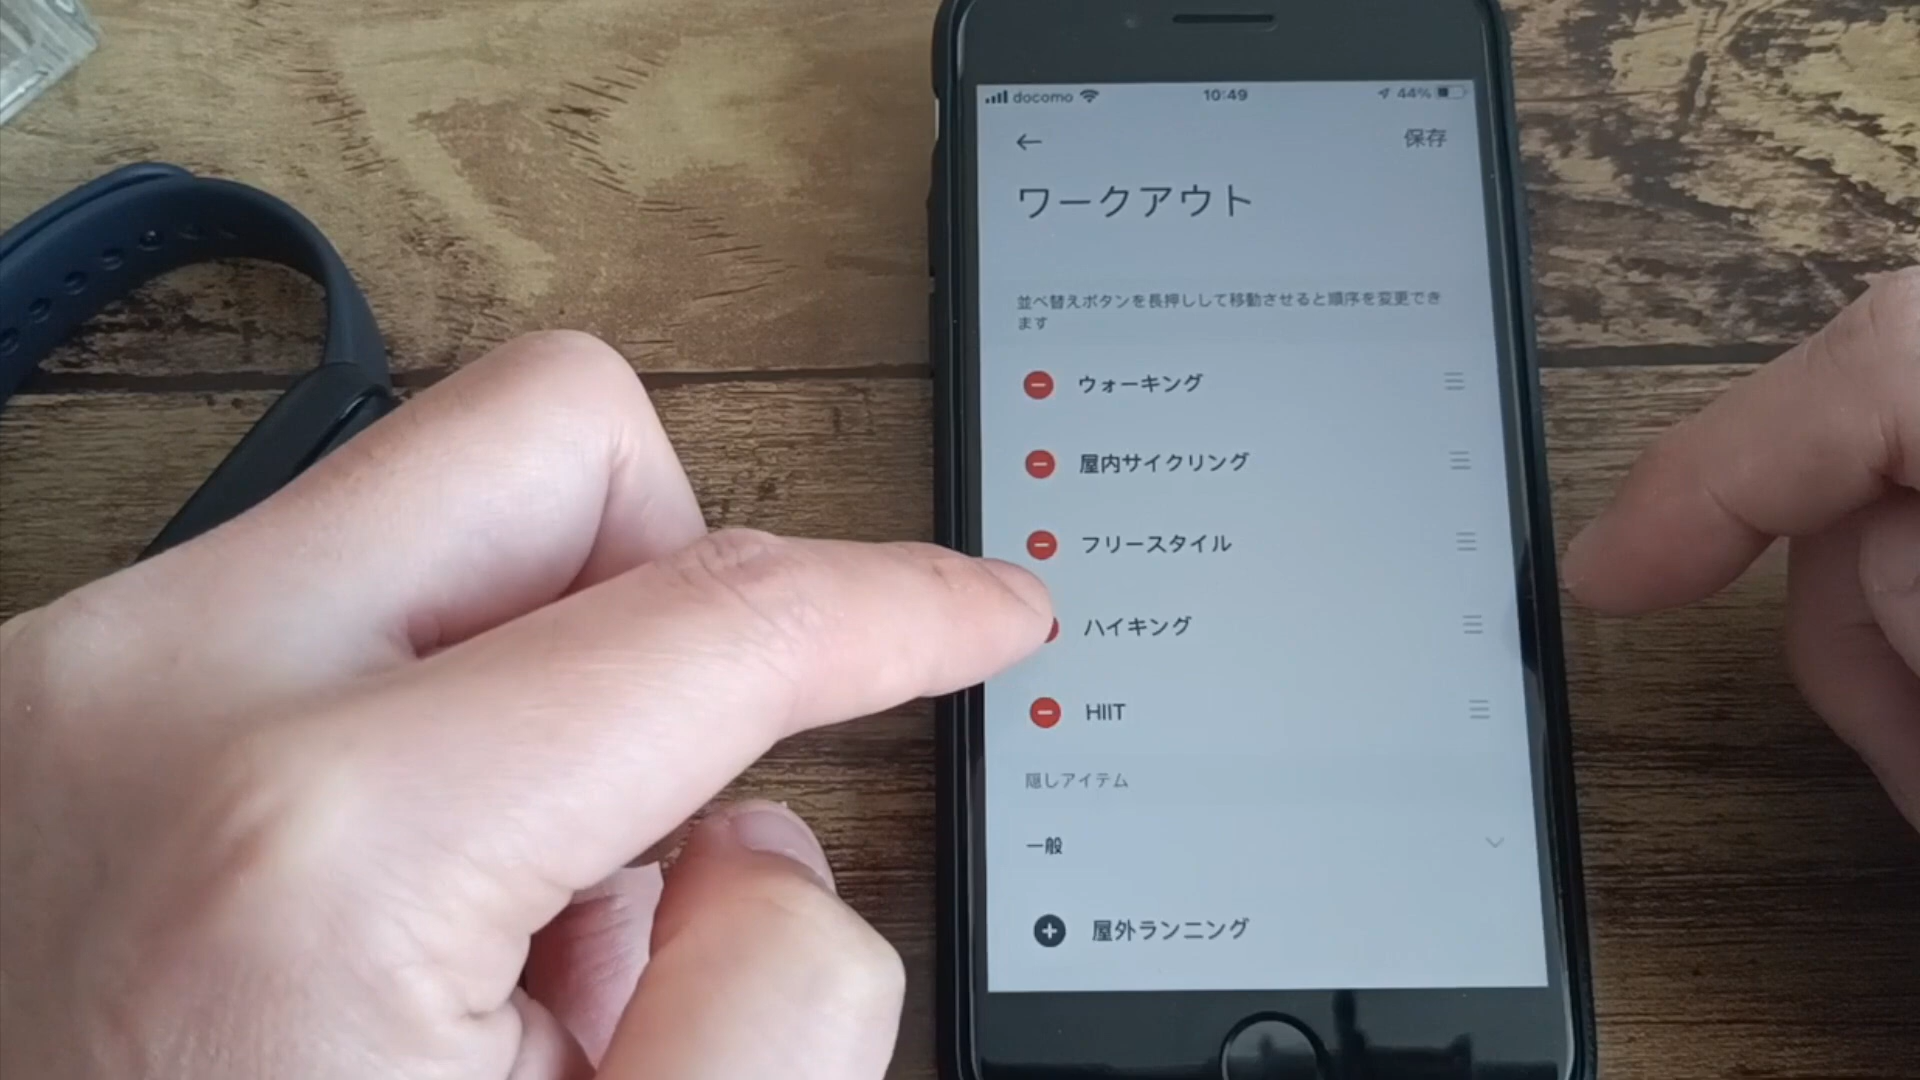 docomo 10:49 44%
保存
ワークアウト
並べ替えボタンを長押しして移動させると順序を変更でき
ます
ウォーキング
屋内サイクリング
フリースタイル
ハイキング
HIIT
隠しアイテム
一般
屋外ランニング